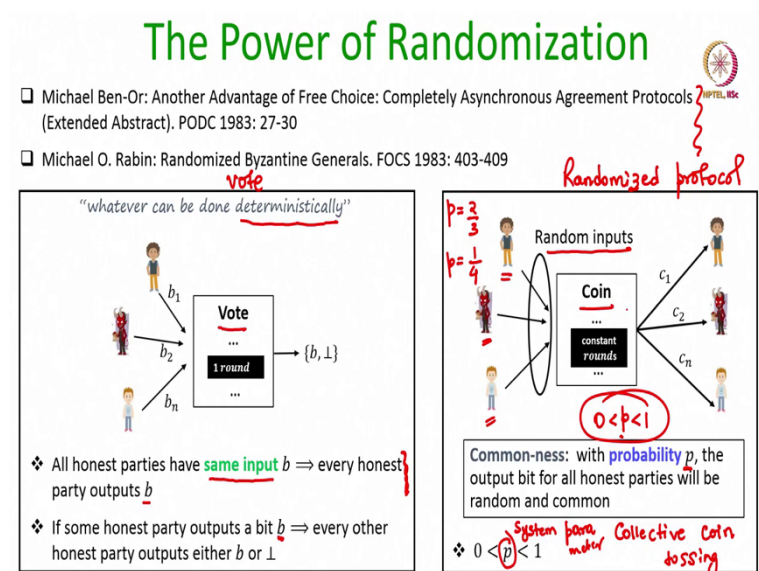 The Power of Randomization
NPTEL, IISc
❑ Michael Ben-Or: Another Advantage of Free Choice: Completely Asynchronous Agreement Protocols
(Extended Abstract). PODC 1983: 27-30
❑ Michael O. Rabin: Randomized Byzantine Generals. FOCS 1983: 403-409
vote
"whatever can be done deterministically"
b₁
b₂
bₙ
Vote
...
1 round
...
{b, ⊥}
❖ All honest parties have same input b ⟹ every honest
party outputs b
❖ If some honest party outputs a bit b ⟹ every other
honest party outputs either b or ⊥
Randomized protocol
p = 2/3
p = 1/4
Random inputs
Coin
...
constant
rounds
...
c₁
c₂
cₙ
0 < p < 1
Common-ness: with probability p, the
output bit for all honest parties will be
random and common
❖ 0 < p < 1
System para
meter
Collective coin
tossing